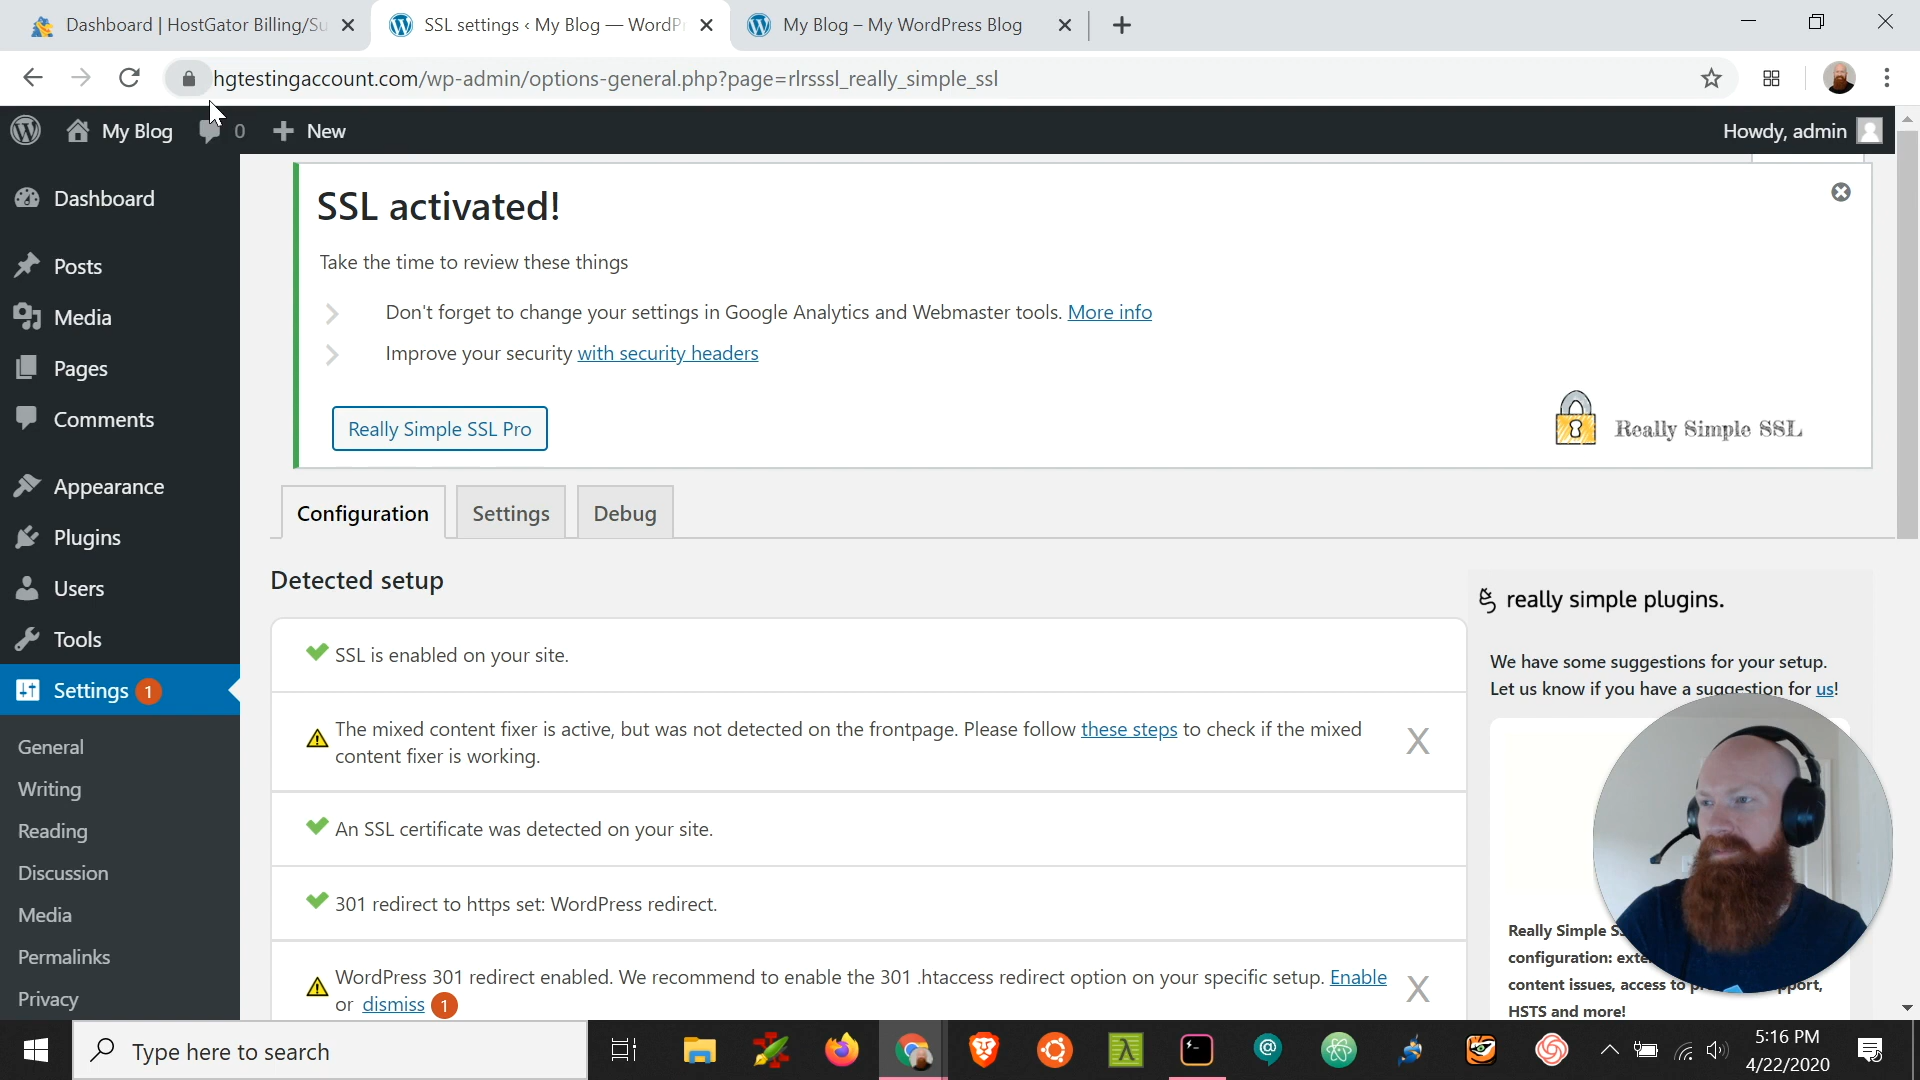 Dashboard | HostGator Billing/Su
SSL settings ‹ My Blog — WordP
My Blog – My WordPress Blog
hgtestingaccount.com/wp-admin/options-general.php?page=rlrsssl_really_simple_ssl
My Blog
0
New
Howdy, admin
Dashboard
Posts
Media
Pages
Comments
Appearance
Plugins
Users
Tools
Settings 1
General
Writing
Reading
Discussion
Media
Permalinks
Privacy
SSL activated!
Take the time to review these things
Don't forget to change your settings in Google Analytics and Webmaster tools. More info
Improve your security with security headers
Really Simple SSL Pro
Really Simple SSL
Configuration
Settings
Debug
Detected setup
SSL is enabled on your site.
The mixed content fixer is active, but was not detected on the frontpage. Please follow these steps to check if the mixed
content fixer is working.
X
An SSL certificate was detected on your site.
301 redirect to https set: WordPress redirect.
WordPress 301 redirect enabled. We recommend to enable the 301 .htaccess redirect option on your specific setup. Enable
or dismiss 1
X
really simple plugins.
We have some suggestions for your setup.
Let us know if you have a suggestion for us!
Really Simple
configuration:
content issues, access to
HSTS and more!
Type here to search
5:16 PM
4/22/2020